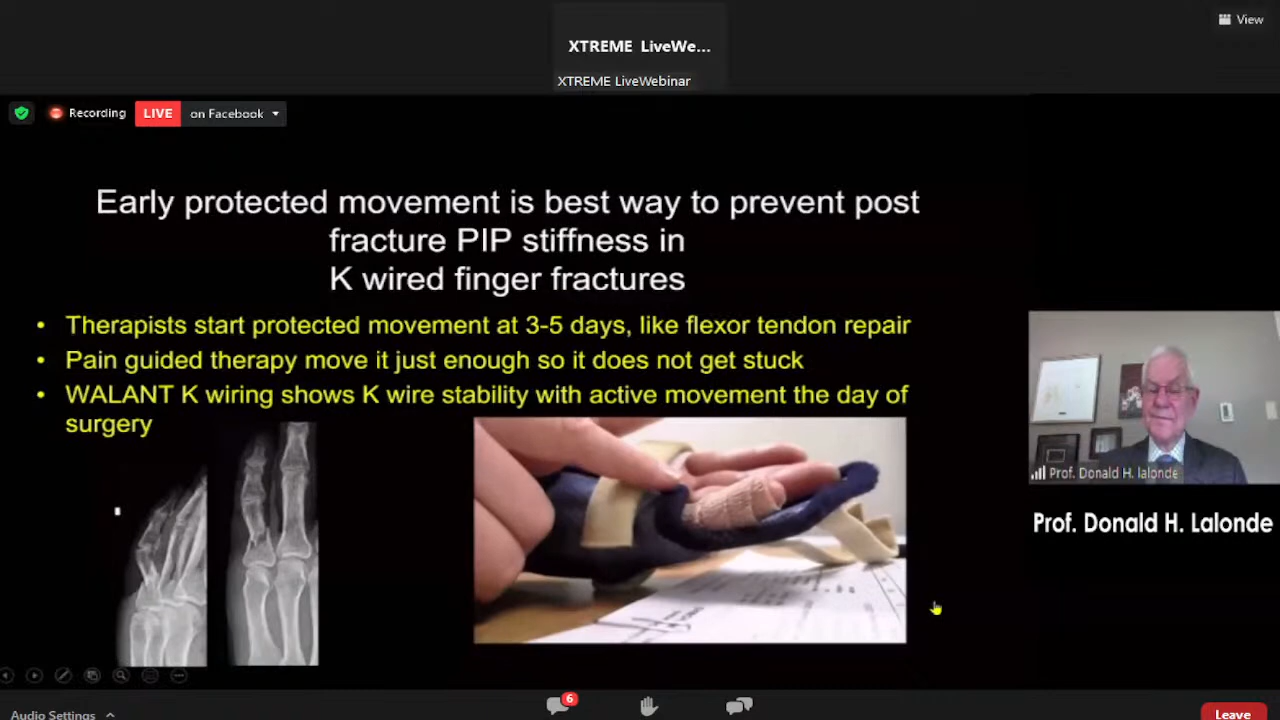 View
XTREME LiveWe...
XTREME LiveWebinar
Recording
LIVE on Facebook
Early protected movement is best way to prevent post
fracture PIP stiffness in
K wired finger fractures
• Therapists start protected movement at 3-5 days, like flexor tendon repair
• Pain guided therapy move it just enough so it does not get stuck
• WALANT K wiring shows K wire stability with active movement the day of
surgery
Prof. Donald H. lalonde
Prof. Donald H. Lalonde
6
Audio Settings
Leave